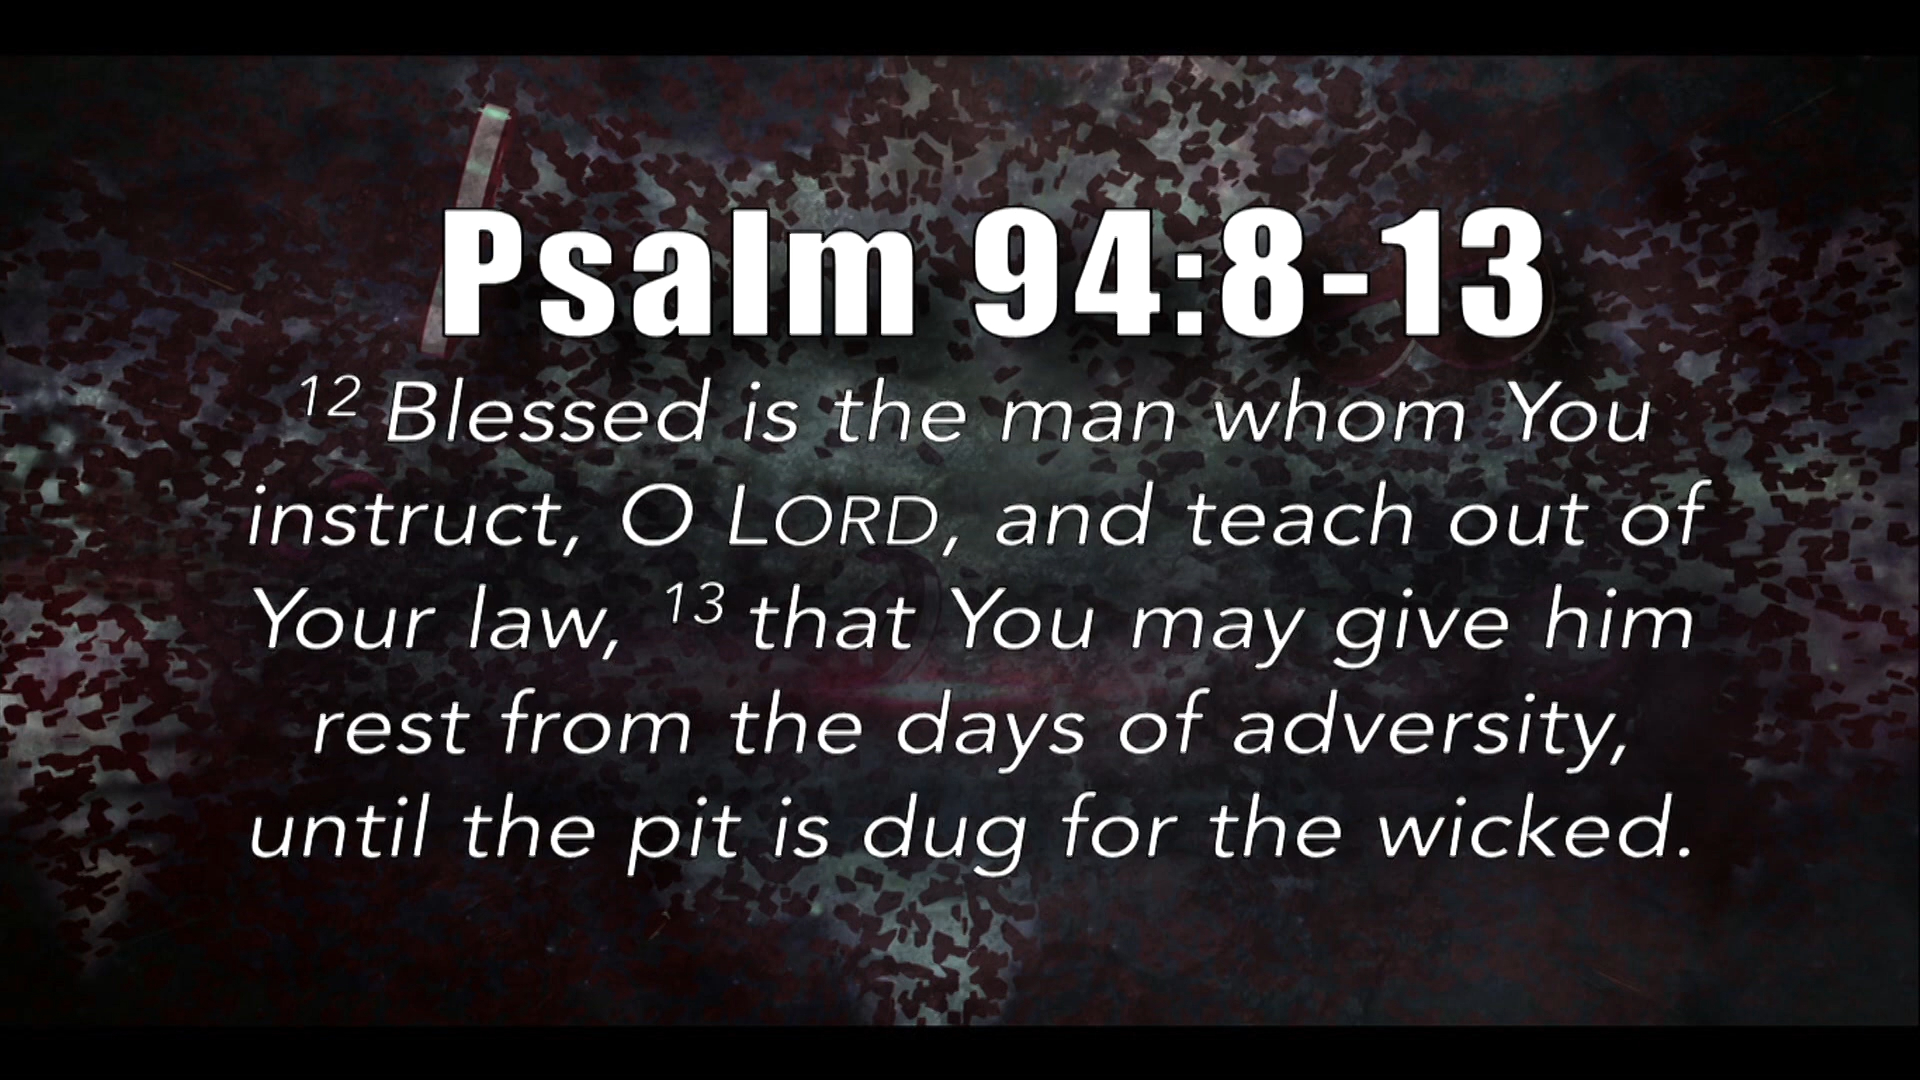 Psalm 94:8-13
12 Blessed is the man whom You
instruct, O LORD, and teach out of
Your law, 13 that You may give him
rest from the days of adversity,
until the pit is dug for the wicked.